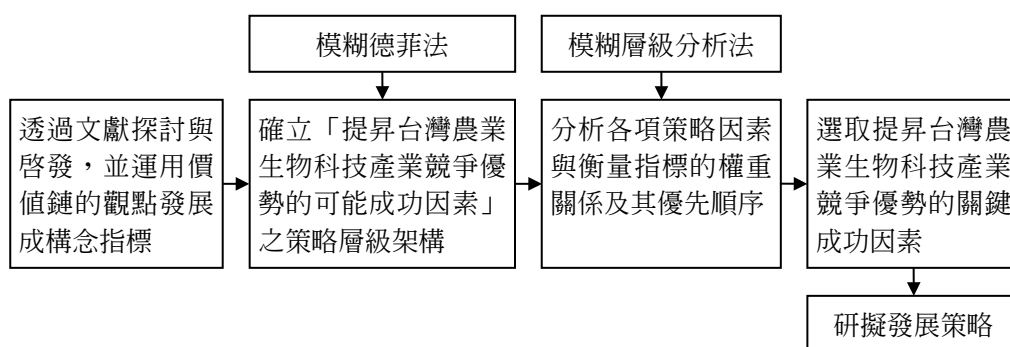 模糊德菲法
模糊層級分析法
透過文獻探討與
啓發，並運用價
值鏈的觀點發展
成構念指標
確立「提昇台灣農業
生物科技產業競爭優
勢的可能成功因素」
之策略層級架構
分析各項策略因素
與衡量指標的權重
關係及其優先順序
選取提昇台灣農
業生物科技產業
競爭優勢的關鍵
成功因素
研擬發展策略